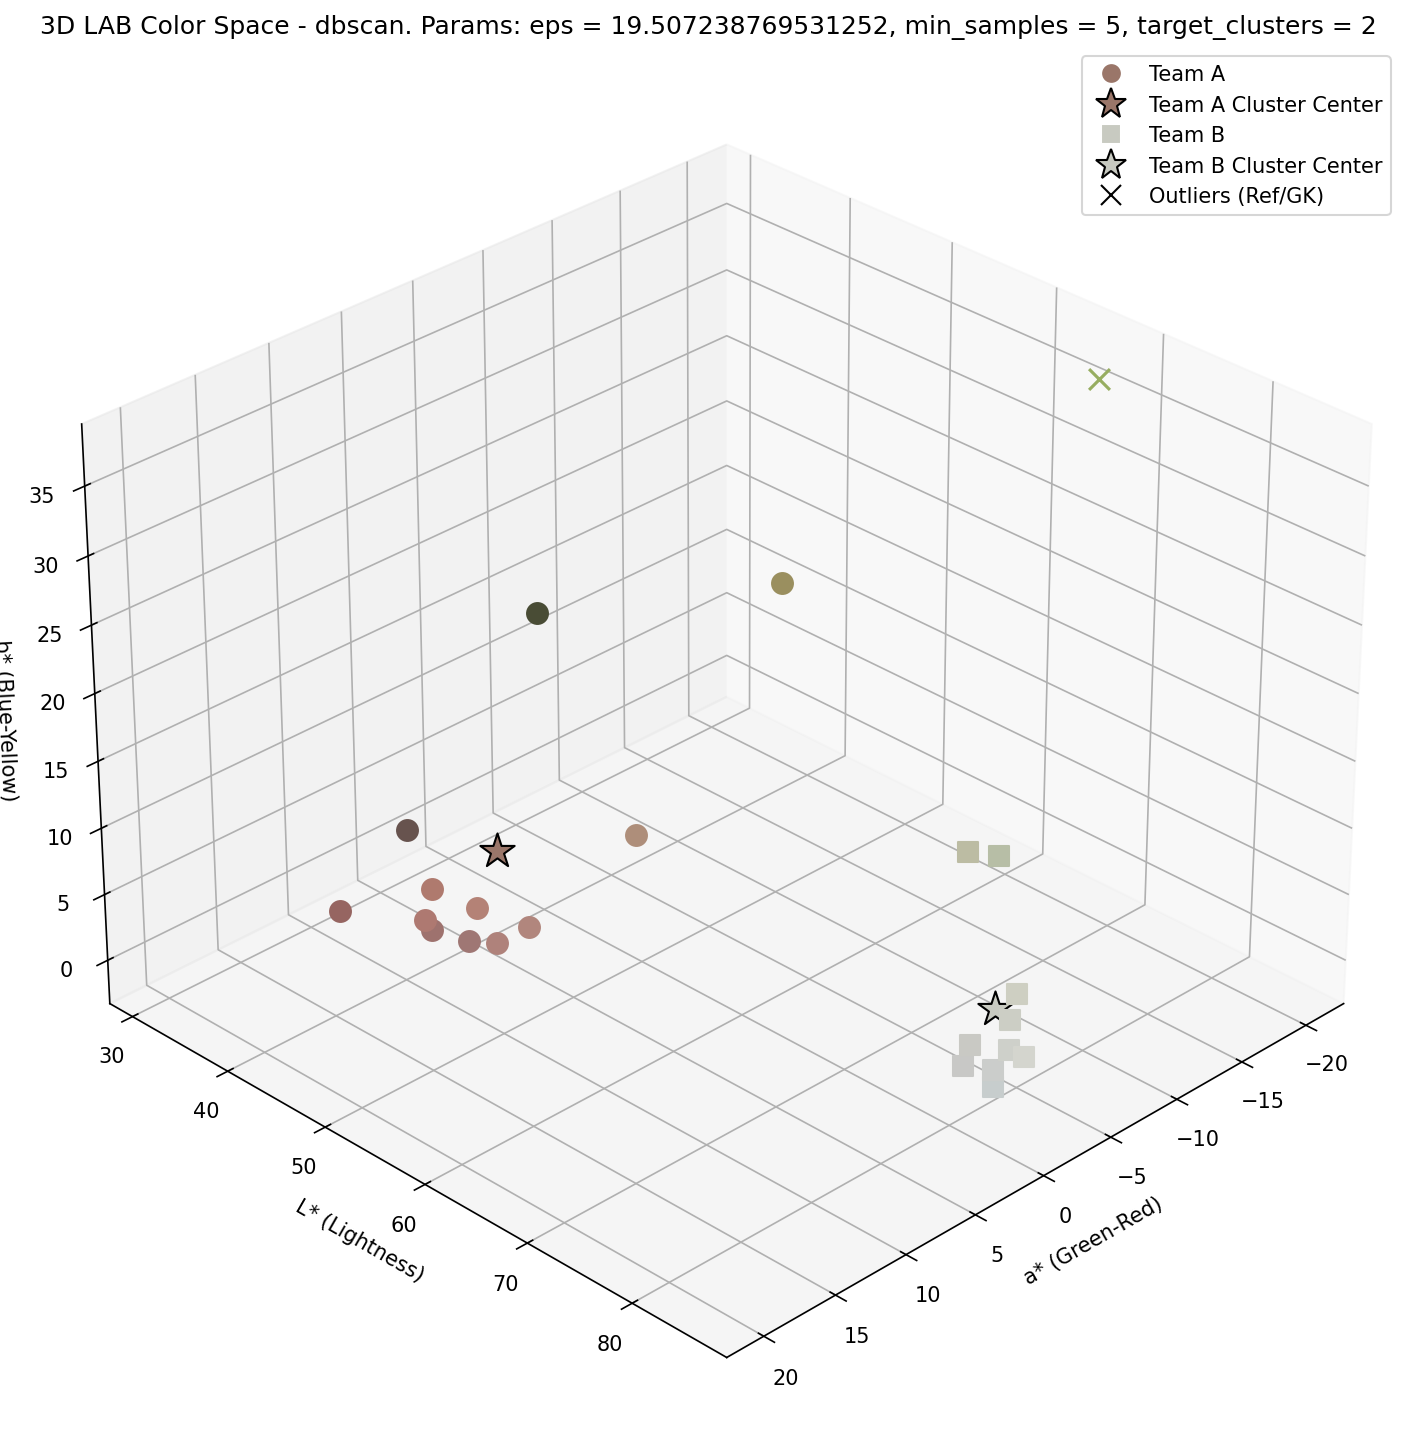 3D LAB Color Space - dbscan. Params: eps = 19.507238769531252, min_samples = 5, target_clusters = 2
Team A
Team A Cluster Center
Team B
Team B Cluster Center
Outliers (Ref/GK)
35
30
25
20
15
10
5
0
b* (Blue-Yellow)
30
40
50
60
70
80
L* (Lightness)
−20
−15
−10
−5
0
5
10
15
20
a* (Green-Red)